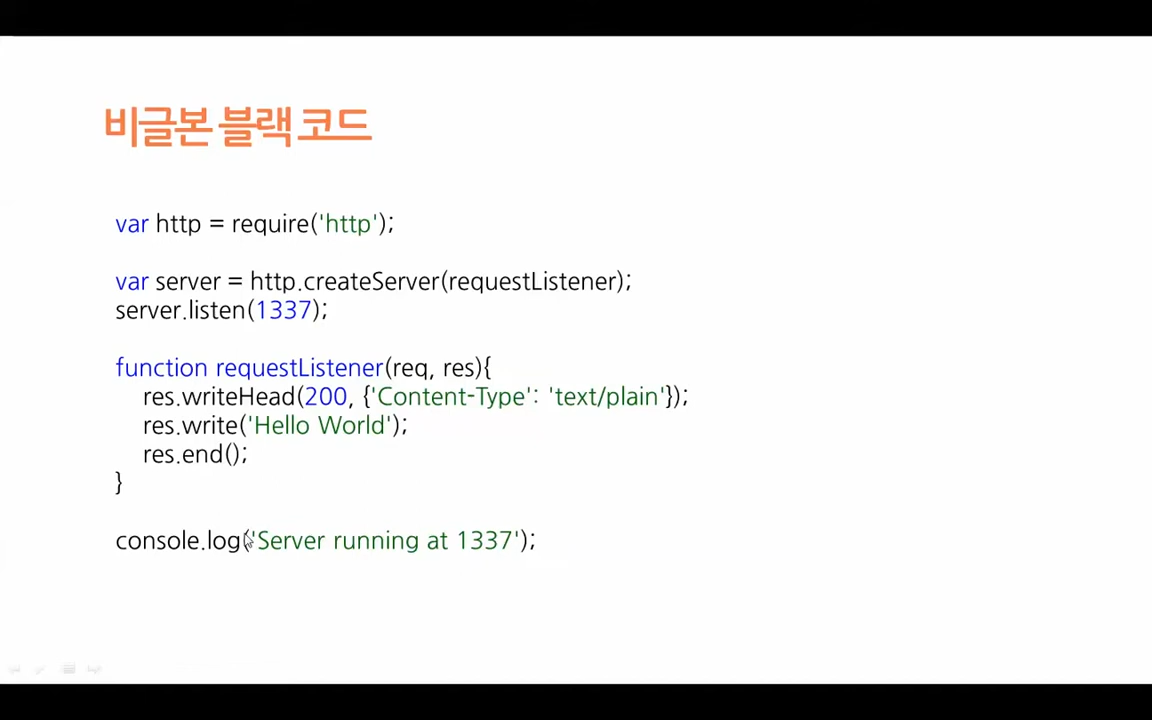 비글본 블랙 코드
var http = require('http');
var server = http.createServer(requestListener);
server.listen(1337);
function requestListener(req, res){
res.writeHead(200, {'Content-Type': 'text/plain'});
res.write('Hello World');
res.end();
}
console.log('Server running at 1337');